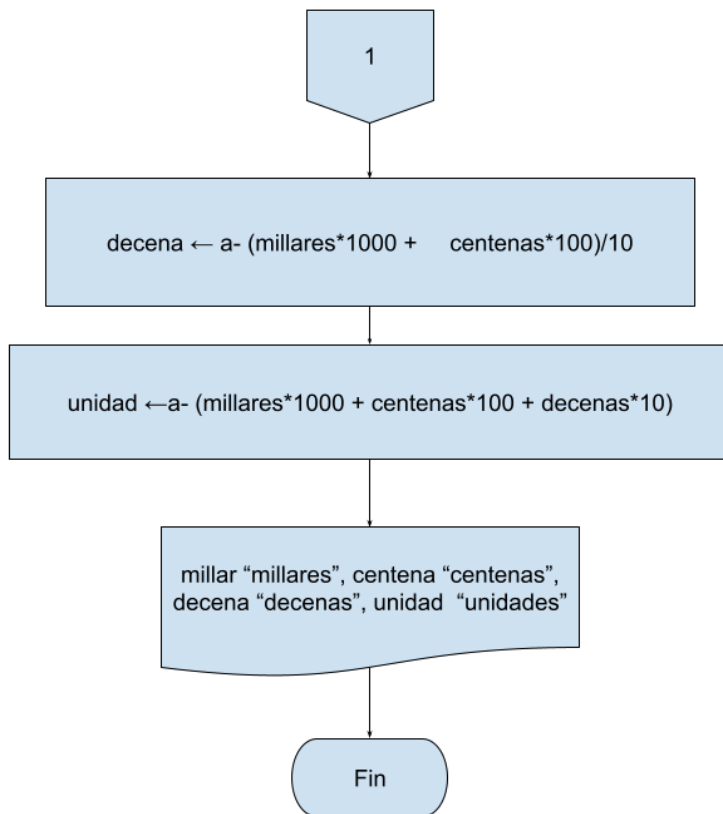 1
decena ← a- (millares*1000 + centenas*100)/10
unidad ←a- (millares*1000 + centenas*100 + decenas*10)
millar “millares”, centena “centenas”,
decena “decenas”, unidad “unidades”
Fin